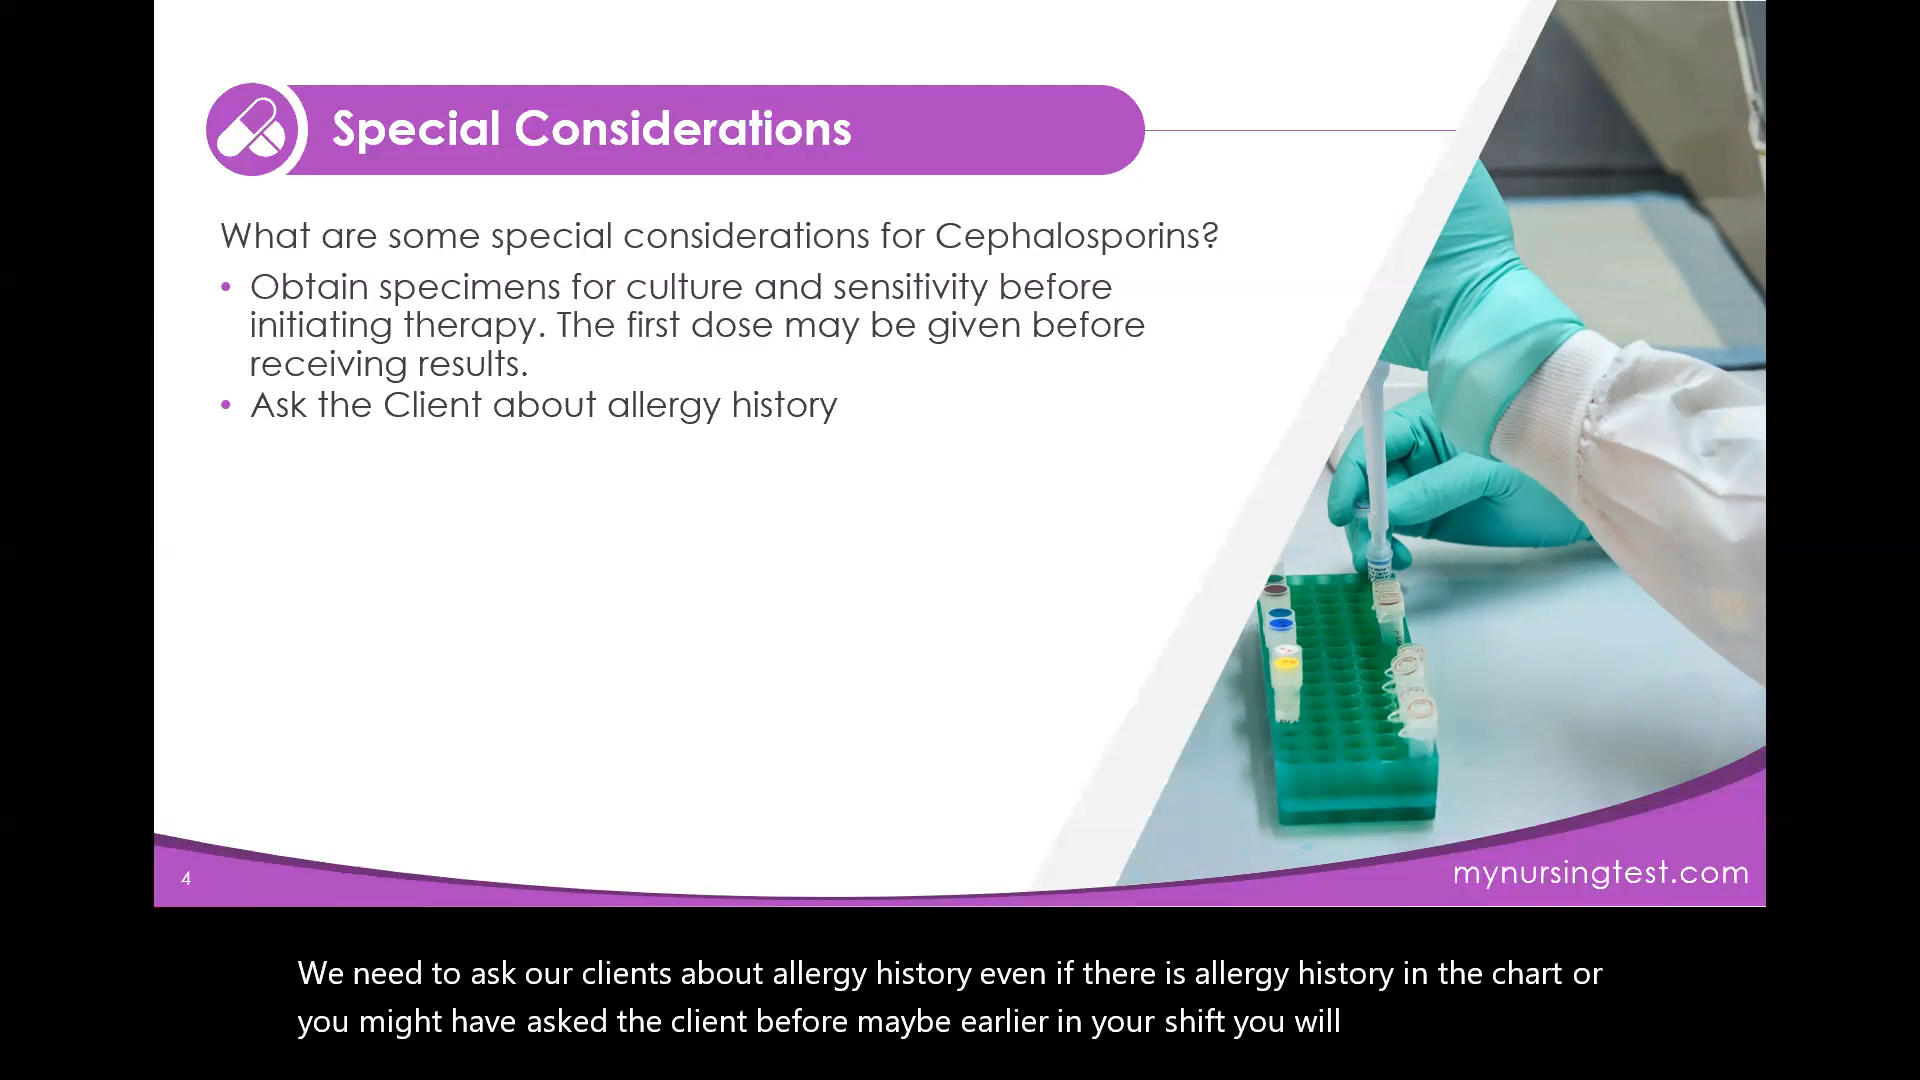 Special Considerations
What are some special considerations for Cephalosporins?
• Obtain specimens for culture and sensitivity before
initiating therapy. The first dose may be given before
receiving results.
• Ask the Client about allergy history
4
mynursingtest.com
We need to ask our clients about allergy history even if there is allergy history in the chart or
you might have asked the client before maybe earlier in your shift you will